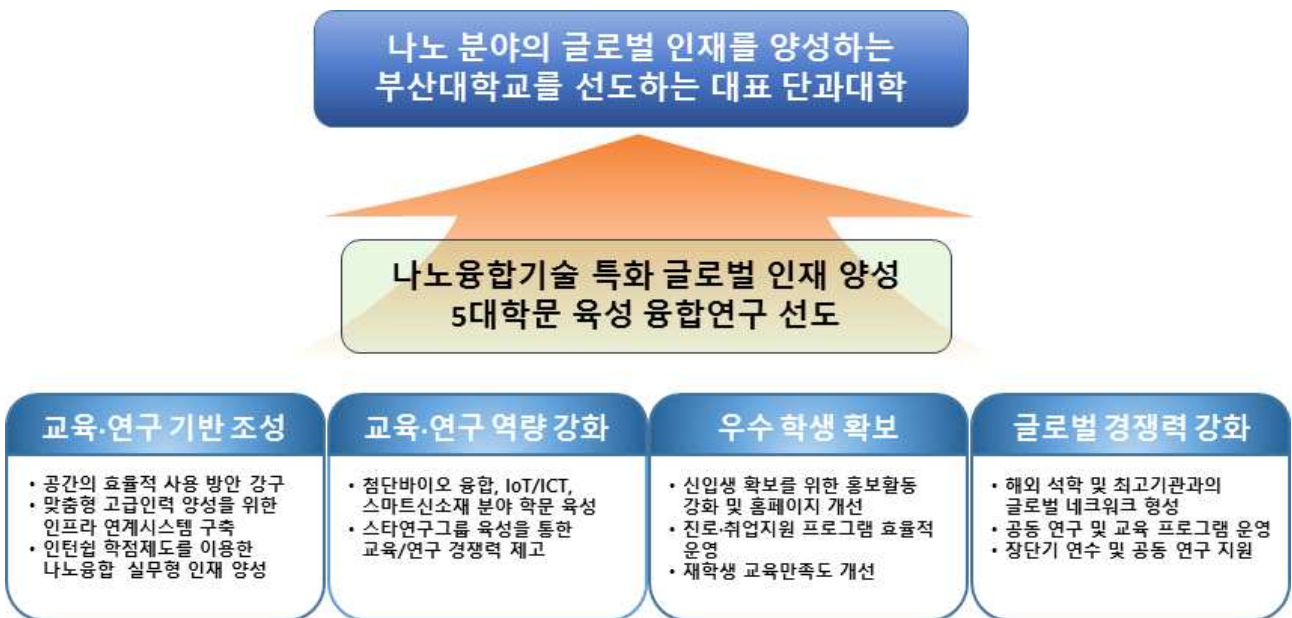 나노 분야의 글로벌 인재를 양성하는
부산대학교를 선도하는 대표 단과대학
나노융합기술 특화 글로벌 인재 양성
5대학문 육성 융합연구 선도
교육·연구 기반 조성
• 공간의 효율적 사용 방안 강구
• 맞춤형 고급인력 양성을 위한
인프라 연계시스템 구축
• 인턴쉽 학점제도를 이용한
나노융합 실무형 인재 양성
교육·연구 역량 강화
• 첨단바이오 융합, IoT/ICT,
스마트신소재 분야 학문 육성
• 스타연구그룹 육성을 통한
교육/연구 경쟁력 제고
우수 학생 확보
• 신입생 확보를 위한 홍보활동
강화 및 홈페이지 개선
• 진로·취업지원 프로그램 효율적
운영
• 재학생 교육만족도 개선
글로벌 경쟁력 강화
• 해외 석학 및 최고기관과의
글로벌 네크워크 형성
• 공동 연구 및 교육 프로그램 운영
• 장단기 연수 및 공동 연구 지원